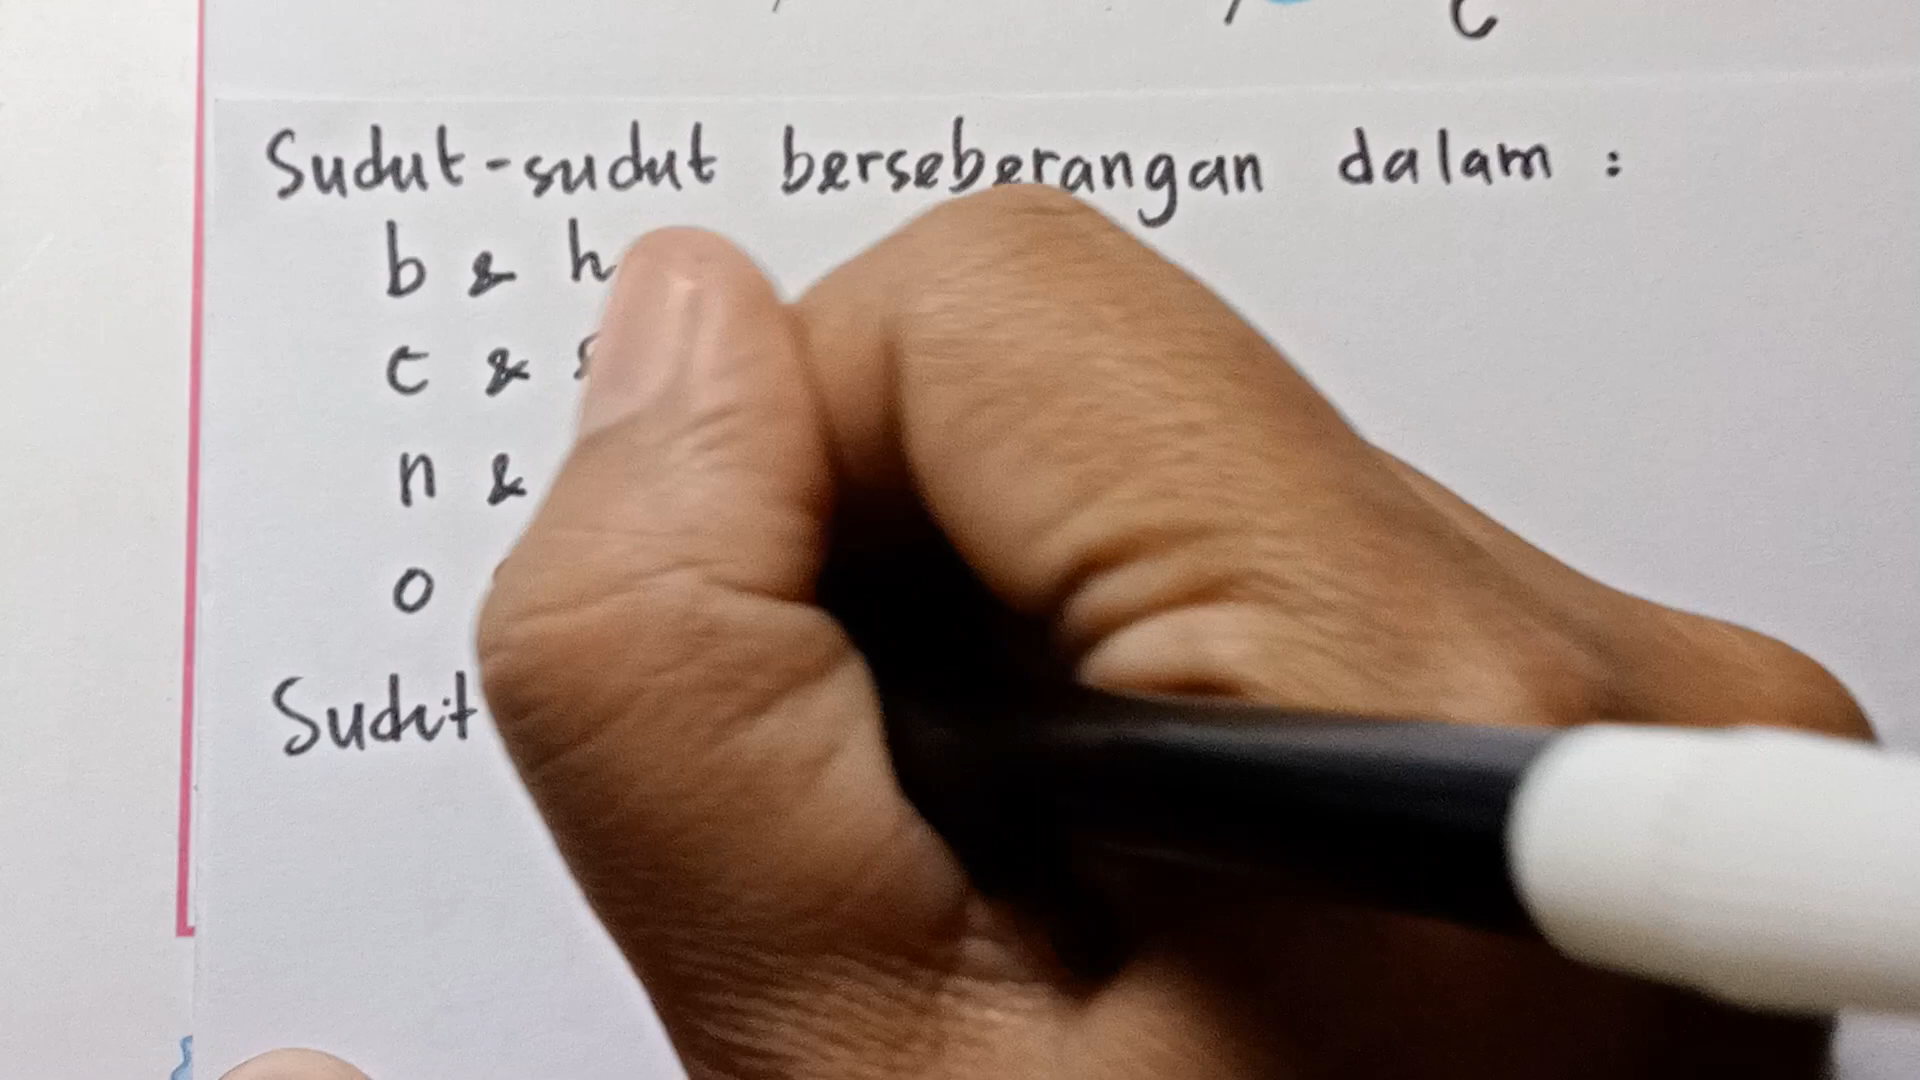 Sudut-sudut berseberangan dalam :
b & h
c &
n &
o
Sudut